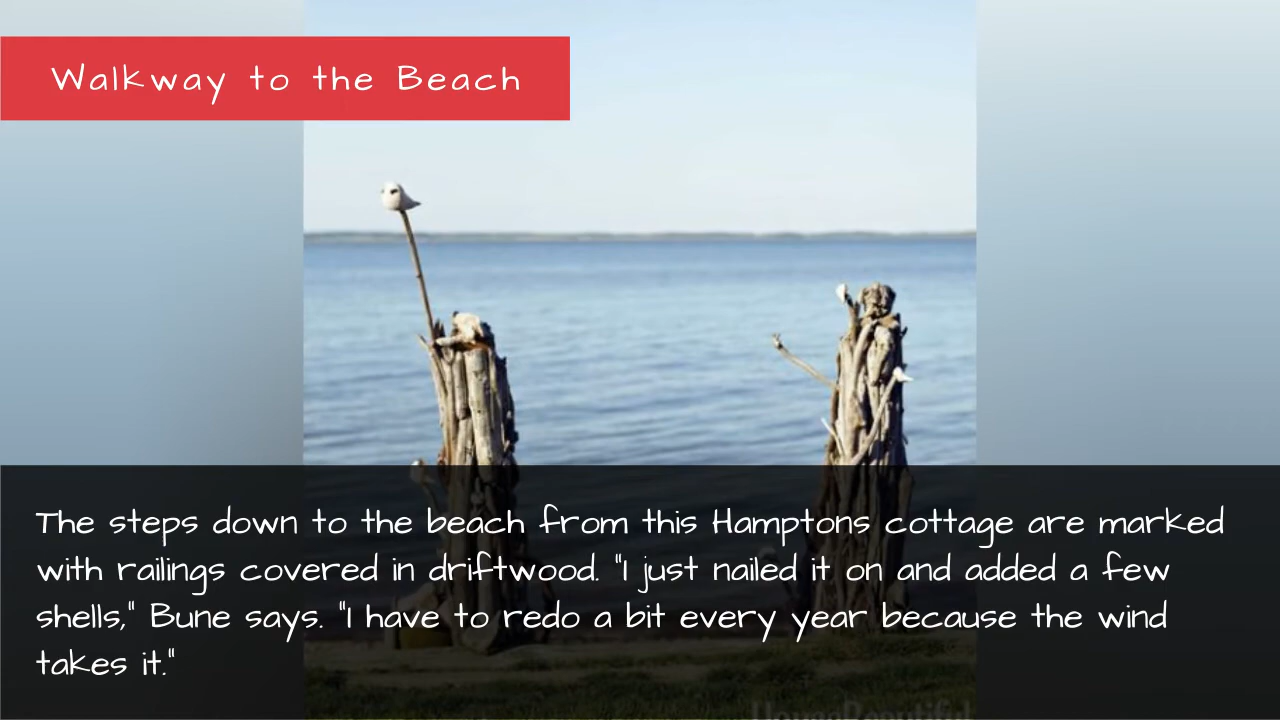 Walkway to the Beach
The steps down to the beach from this Hamptons cottage are marked
with railings covered in driftwood. "I just nailed it on and added a few
shells," Bune says. "I have to redo a bit every year because the wind
takes it."
HouseBeautiful